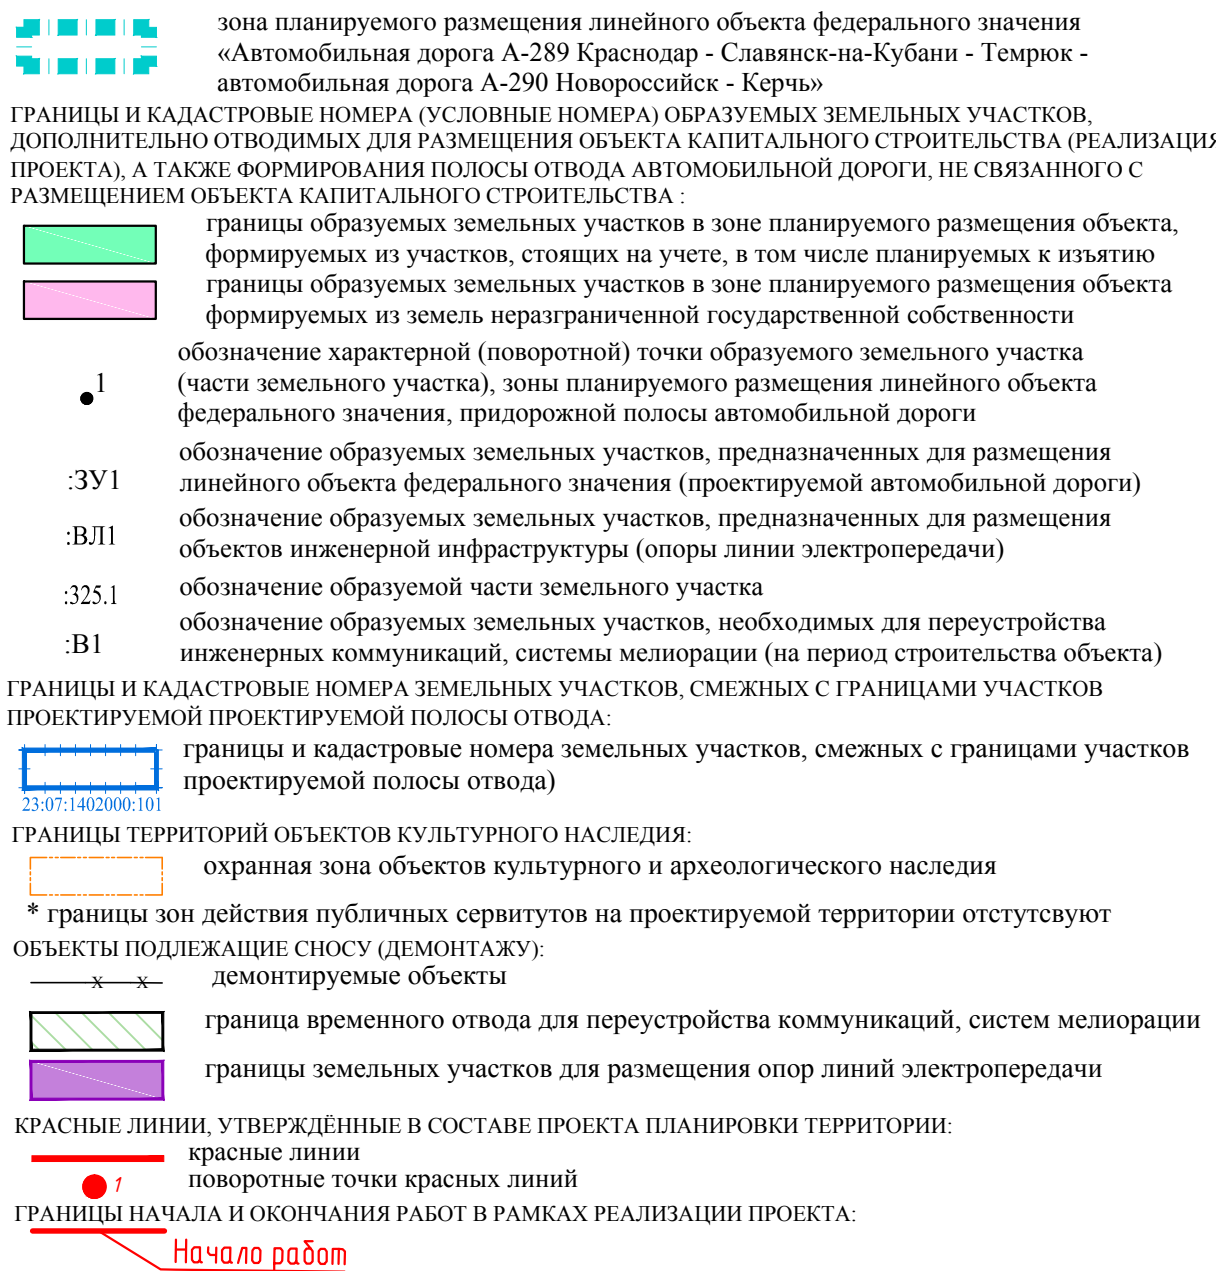 зона планируемого размещения линейного объекта федерального значения
«Автомобильная дорога А-289 Краснодар - Славянск-на-Кубани - Темрюк -
автомобильная дорога А-290 Новороссийск - Керчь»
ГРАНИЦЫ И КАДАСТРОВЫЕ НОМЕРА (УСЛОВНЫЕ НОМЕРА) ОБРАЗУЕМЫХ ЗЕМЕЛЬНЫХ УЧАСТКОВ,
ДОПОЛНИТЕЛЬНО ОТВОДИМЫХ ДЛЯ РАЗМЕЩЕНИЯ ОБЪЕКТА КАПИТАЛЬНОГО СТРОИТЕЛЬСТВА (РЕАЛИЗАЦИЯ
ПРОЕКТА), А ТАКЖЕ ФОРМИРОВАНИЯ ПОЛОСЫ ОТВОДА АВТОМОБИЛЬНОЙ ДОРОГИ, НЕ СВЯЗАННОГО С
РАЗМЕЩЕНИЕМ ОБЪЕКТА КАПИТАЛЬНОГО СТРОИТЕЛЬСТВА :
границы образуемых земельных участков в зоне планируемого размещения объекта,
формируемых из участков, стоящих на учете, в том числе планируемых к изъятию
границы образуемых земельных участков в зоне планируемого размещения объекта
формируемых из земель неразграниченной государственной собственности
обозначение характерной (поворотной) точки образуемого земельного участка
1 (части земельного участка), зоны планируемого размещения линейного объекта
федерального значения, придорожной полосы автомобильной дороги
обозначение образуемых земельных участков, предназначенных для размещения
:ЗУ1 линейного объекта федерального значения (проектируемой автомобильной дороги)
обозначение образуемых земельных участков, предназначенных для размещения
:ВЛ1 объектов инженерной инфраструктуры (опоры линии электропередачи)
:325.1 обозначение образуемой части земельного участка
обозначение образуемых земельных участков, необходимых для переустройства
:В1 инженерных коммуникаций, системы мелиорации (на период строительства объекта)
ГРАНИЦЫ И КАДАСТРОВЫЕ НОМЕРА ЗЕМЕЛЬНЫХ УЧАСТКОВ, СМЕЖНЫХ С ГРАНИЦАМИ УЧАСТКОВ
ПРОЕКТИРУЕМОЙ ПРОЕКТИРУЕМОЙ ПОЛОСЫ ОТВОДА:
границы и кадастровые номера земельных участков, смежных с границами участков
проектируемой полосы отвода)
23:07:1402000:101
ГРАНИЦЫ ТЕРРИТОРИЙ ОБЪЕКТОВ КУЛЬТУРНОГО НАСЛЕДИЯ:
охранная зона объектов культурного и археологического наследия
* границы зон действия публичных сервитутов на проектируемой территории отстутсвуют
ОБЪЕКТЫ ПОДЛЕЖАЩИЕ СНОСУ (ДЕМОНТАЖУ):
х х демонтируемые объекты
граница временного отвода для переустройства коммуникаций, систем мелиорации
границы земельных участков для размещения опор линий электропередачи
КРАСНЫЕ ЛИНИИ, УТВЕРЖДЁННЫЕ В СОСТАВЕ ПРОЕКТА ПЛАНИРОВКИ ТЕРРИТОРИИ:
красные линии
1 поворотные точки красных линий
ГРАНИЦЫ НАЧАЛА И ОКОНЧАНИЯ РАБОТ В РАМКАХ РЕАЛИЗАЦИИ ПРОЕКТА:
Начало работ